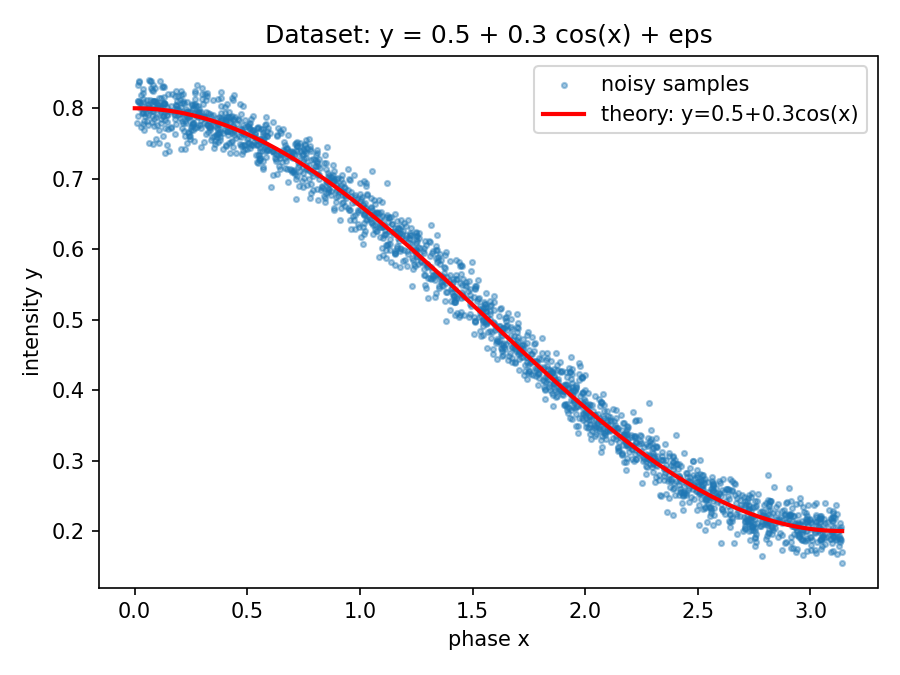 Dataset: y = 0.5 + 0.3 cos(x) + eps
noisy samples
theory: y=0.5+0.3cos(x)
intensity y
0.8
0.7
0.6
0.5
0.4
0.3
0.2
0.0 0.5 1.0 1.5 2.0 2.5 3.0
phase x